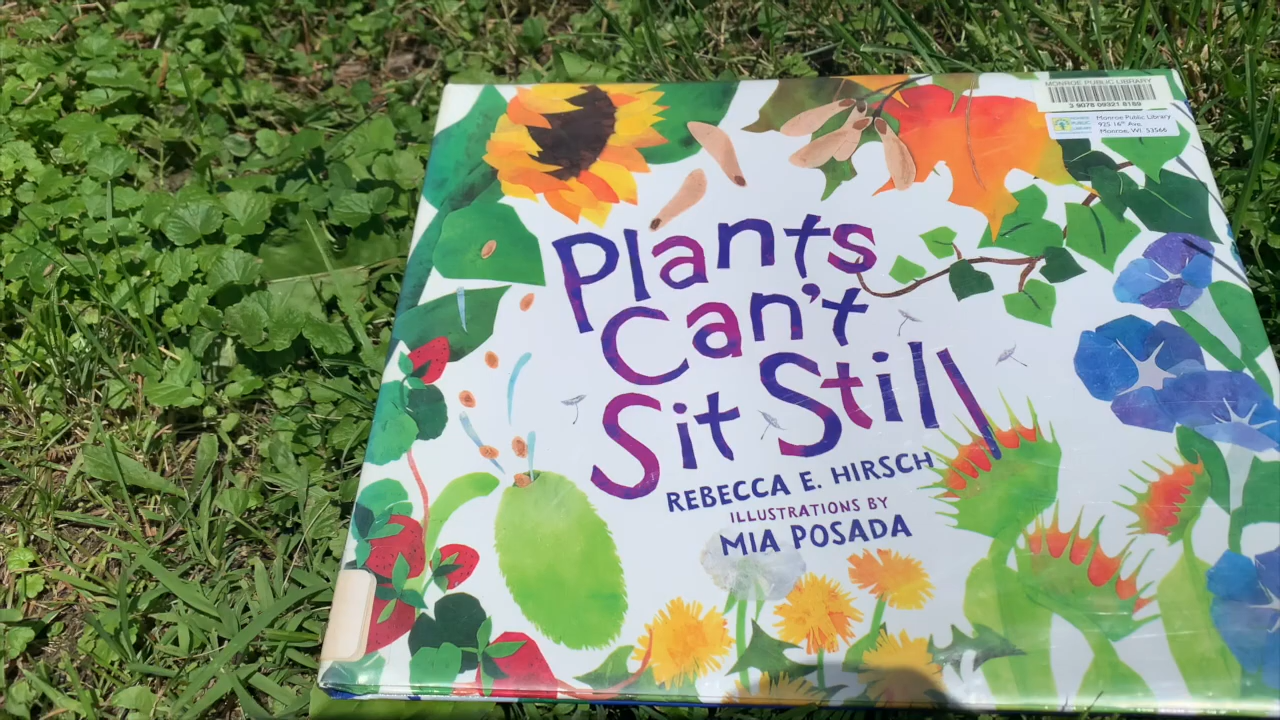 MONROE PUBLIC LIBRARY
3 9078 09321 8189
Monroe Public Library
925 16th Ave.
Monroe, WI 53566
Plants
Can't
Sit Still
REBECCA E. HIRSCH
ILLUSTRATIONS BY
MIA POSADA